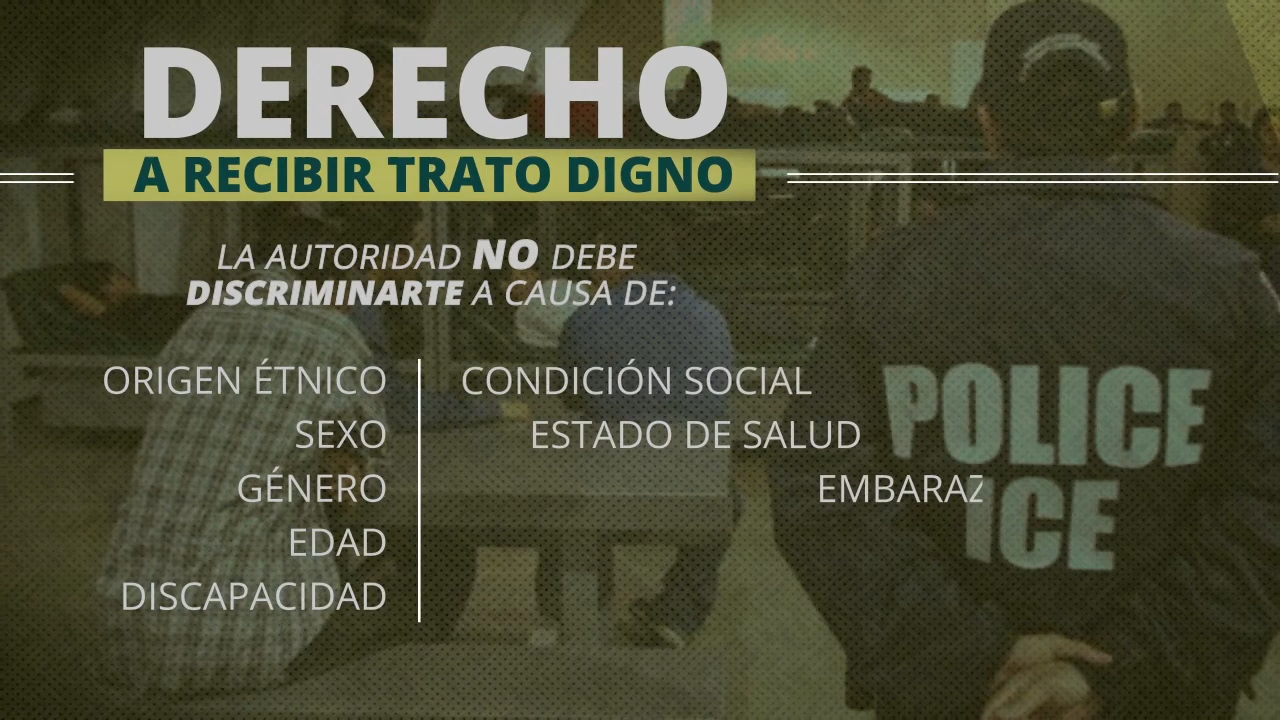 DERECHO
A RECIBIR TRATO DIGNO
LA AUTORIDAD NO DEBE
DISCRIMINARTE A CAUSA DE:
ORIGEN ÉTNICO
SEXO
GÉNERO
EDAD
DISCAPACIDAD
CONDICIÓN SOCIAL
ESTADO DE SALUD
EMBARAZ
POLICE
ICE